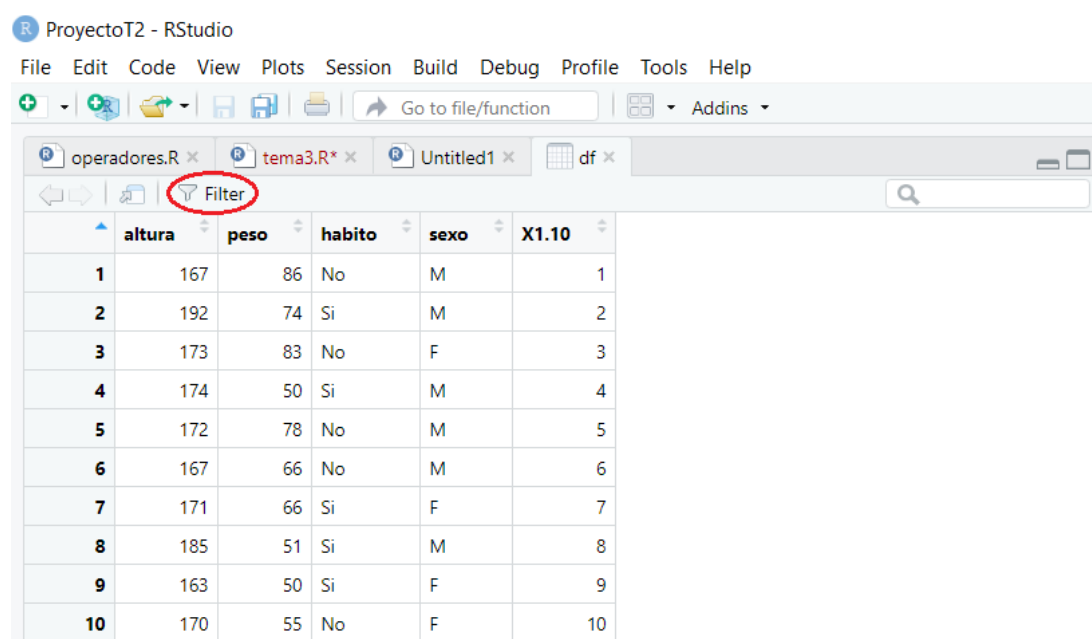 R ProyectoT2 - RStudio
File Edit Code View Plots Session Build Debug Profile Tools Help
Go to file/function Addins
operadores.R tema3.R* Untitled1 df
Filter
altura peso habito sexo X1.10
1 167 86 No M 1
2 192 74 Si M 2
3 173 83 No F 3
4 174 50 Si M 4
5 172 78 No M 5
6 167 66 No M 6
7 171 66 Si F 7
8 185 51 Si M 8
9 163 50 Si F 9
10 170 55 No F 10